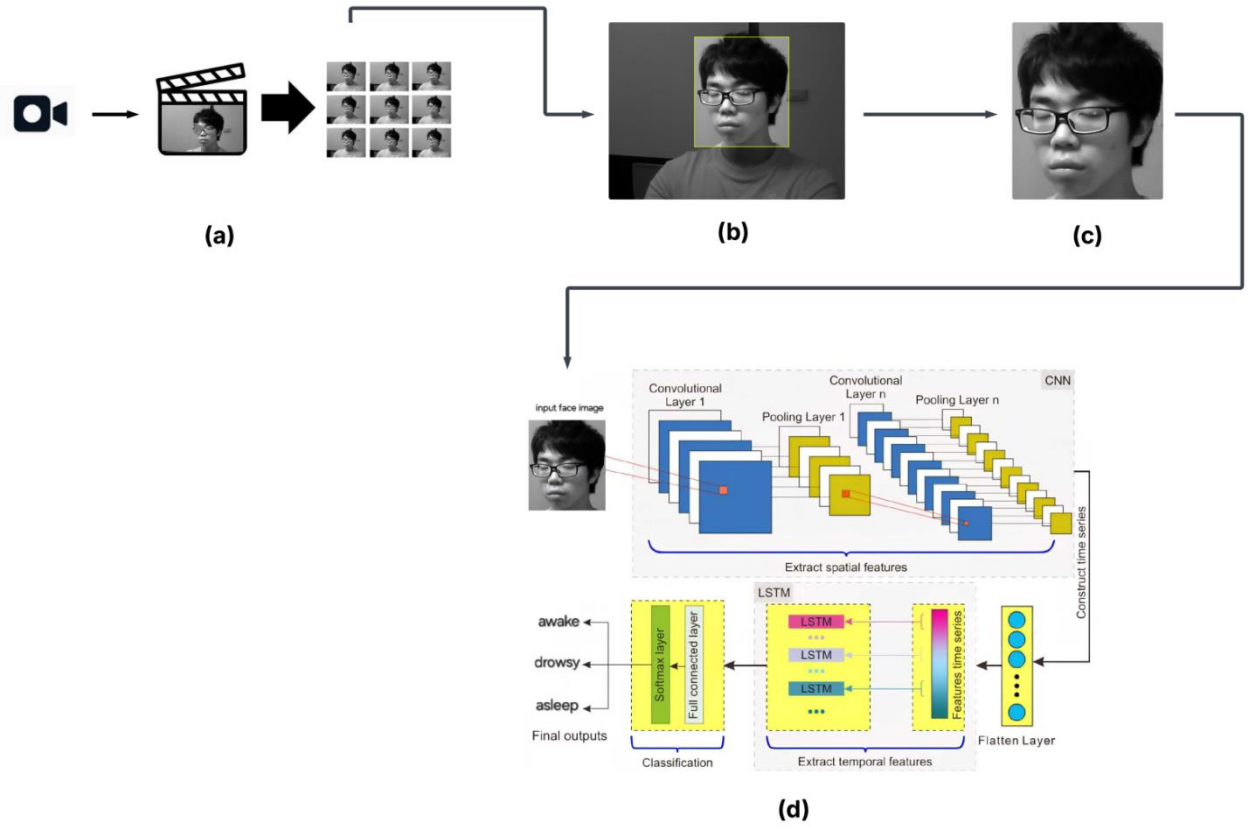 (a)
(b)
(c)
CNN
Convolutional
Layer 1
Pooling Layer 1
Convolutional
Layer n
Pooling Layer n
input face image
Extract spatial features
Construct time series
LSTM
awake
drowsy
asleep
Final outputs
Softmax layer
Full connected layer
Classification
LSTM
LSTM
LSTM
Features time series
Extract temporal features
Flatten Layer
(d)